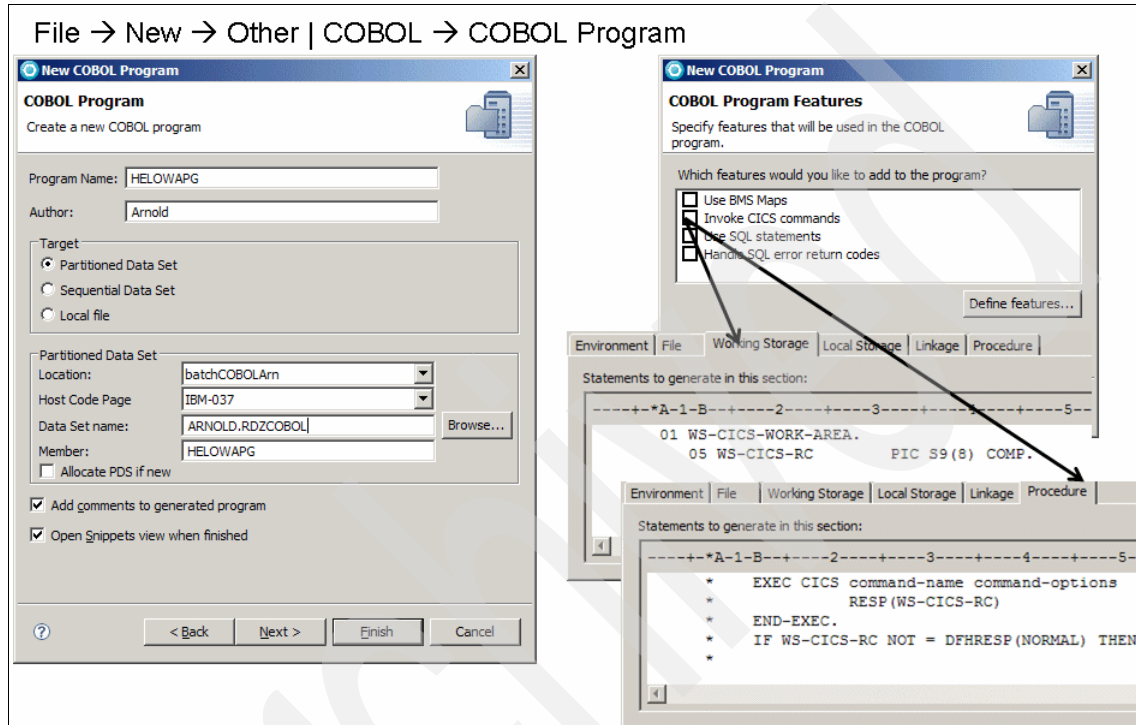 File → New → Other | COBOL → COBOL Program
New COBOL Program
COBOL Program
Create a new COBOL program
Program Name: HELOWAPG
Author: Arnold
Target
Partitioned Data Set
Sequential Data Set
Local file
Partitioned Data Set
Location: batchCOBOLArn
Host Code Page IBM-037
Data Set name: ARNOLD.RDZCOBOL Browse...
Member: HELOWAPG
Allocate PDS if new
Add comments to generated program
Open Snippets view when finished
< Back Next > Finish Cancel
New COBOL Program
COBOL Program Features
Specify features that will be used in the COBOL
program.
Which features would you like to add to the program?
Use BMS Maps
Invoke CICS commands
Use SQL statements
Handle SQL error return codes
Define features...
Environment File Working Storage Local Storage Linkage Procedure
Statements to generate in this section:
----+-*A-1-B--+----2----+----3----+----4----+----5--
01 WS-CICS-WORK-AREA.
05 WS-CICS-RC PIC S9(8) COMP.
Environment File Working Storage Local Storage Linkage Procedure
Statements to generate in this section:
----+-*A-1-B--+----2----+----3----+----4----+----5-
* EXEC CICS command-name command-options
* RESP(WS-CICS-RC)
* END-EXEC.
* IF WS-CICS-RC NOT = DFHRESP(NORMAL) THEN
*